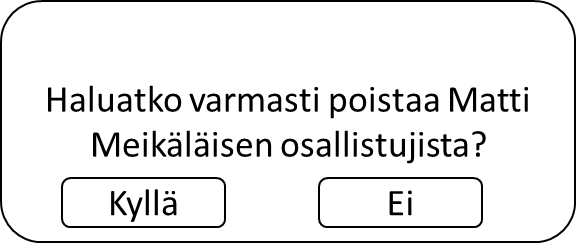 Haluatko varmasti poistaa Matti
Meikäläisen osallistujista?
Kyllä Ei